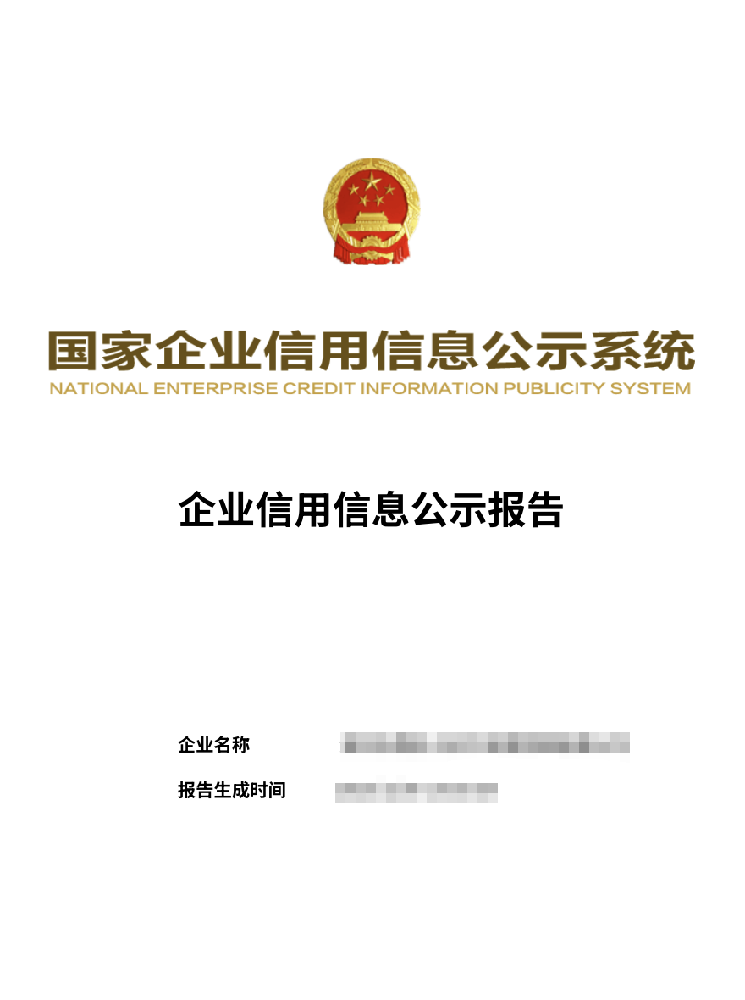 国家企业信用信息公示系统
NATIONAL ENTERPRISE CREDIT INFORMATION PUBLICITY SYSTEM
企业信用信息公示报告
企业名称
报告生成时间